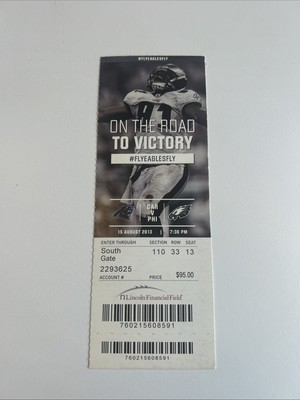 #FLYEAGLESFLY
ON THE ROAD
TO VICTORY
#FLYEAGLESFLY
CAR
V
PHI
15 AUGUST 2013 | 7:30 PM
ENTER THROUGH SECTION ROW SEAT
South 110 33 13
Gate
2293625
ACCOUNT # PRICE $95.00
Lincoln Financial Field
760215608591
760215608591